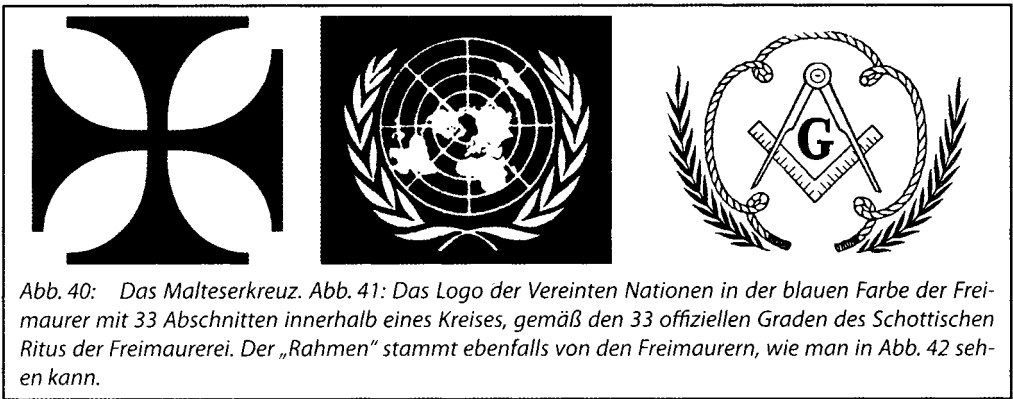 G
Abb. 40: Das Malteserkreuz. Abb. 41: Das Logo der Vereinten Nationen in der blauen Farbe der Frei-
maurer mit 33 Abschnitten innerhalb eines Kreises, gemäß den 33 offiziellen Graden des Schottischen
Ritus der Freimaurerei. Der „Rahmen“ stammt ebenfalls von den Freimaurern, wie man in Abb. 42 seh-
en kann.